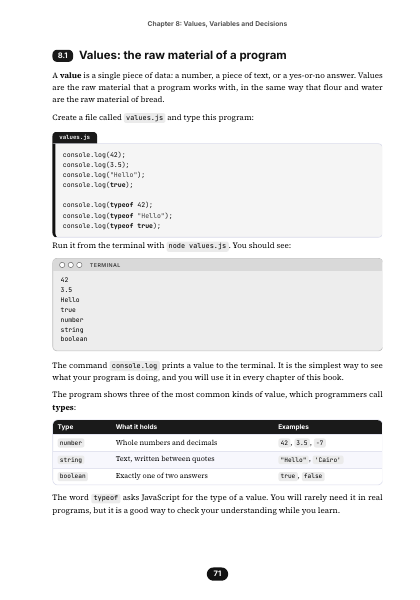 Chapter 8: Values, Variables and Decisions
8.1 Values: the raw material of a program
A value is a single piece of data: a number, a piece of text, or a yes-or-no answer. Values
are the raw material that a program works with, in the same way that flour and water
are the raw material of bread.
Create a file called values.js and type this program:
values.js
console.log(42);
console.log(3.5);
console.log("Hello");
console.log(true);
console.log(typeof 42);
console.log(typeof "Hello");
console.log(typeof true);
Run it from the terminal with node values.js. You should see:
TERMINAL
42
3.5
Hello
true
number
string
boolean
The command console.log prints a value to the terminal. It is the simplest way to see
what your program is doing, and you will use it in every chapter of this book.
The program shows three of the most common kinds of value, which programmers call
types:
Type What it holds Examples
number Whole numbers and decimals 42, 3.5, -7
string Text, written between quotes "Hello", 'Cairo'
boolean Exactly one of two answers true, false
The word typeof asks JavaScript for the type of a value. You will rarely need it in real
programs, but it is a good way to check your understanding while you learn.
71